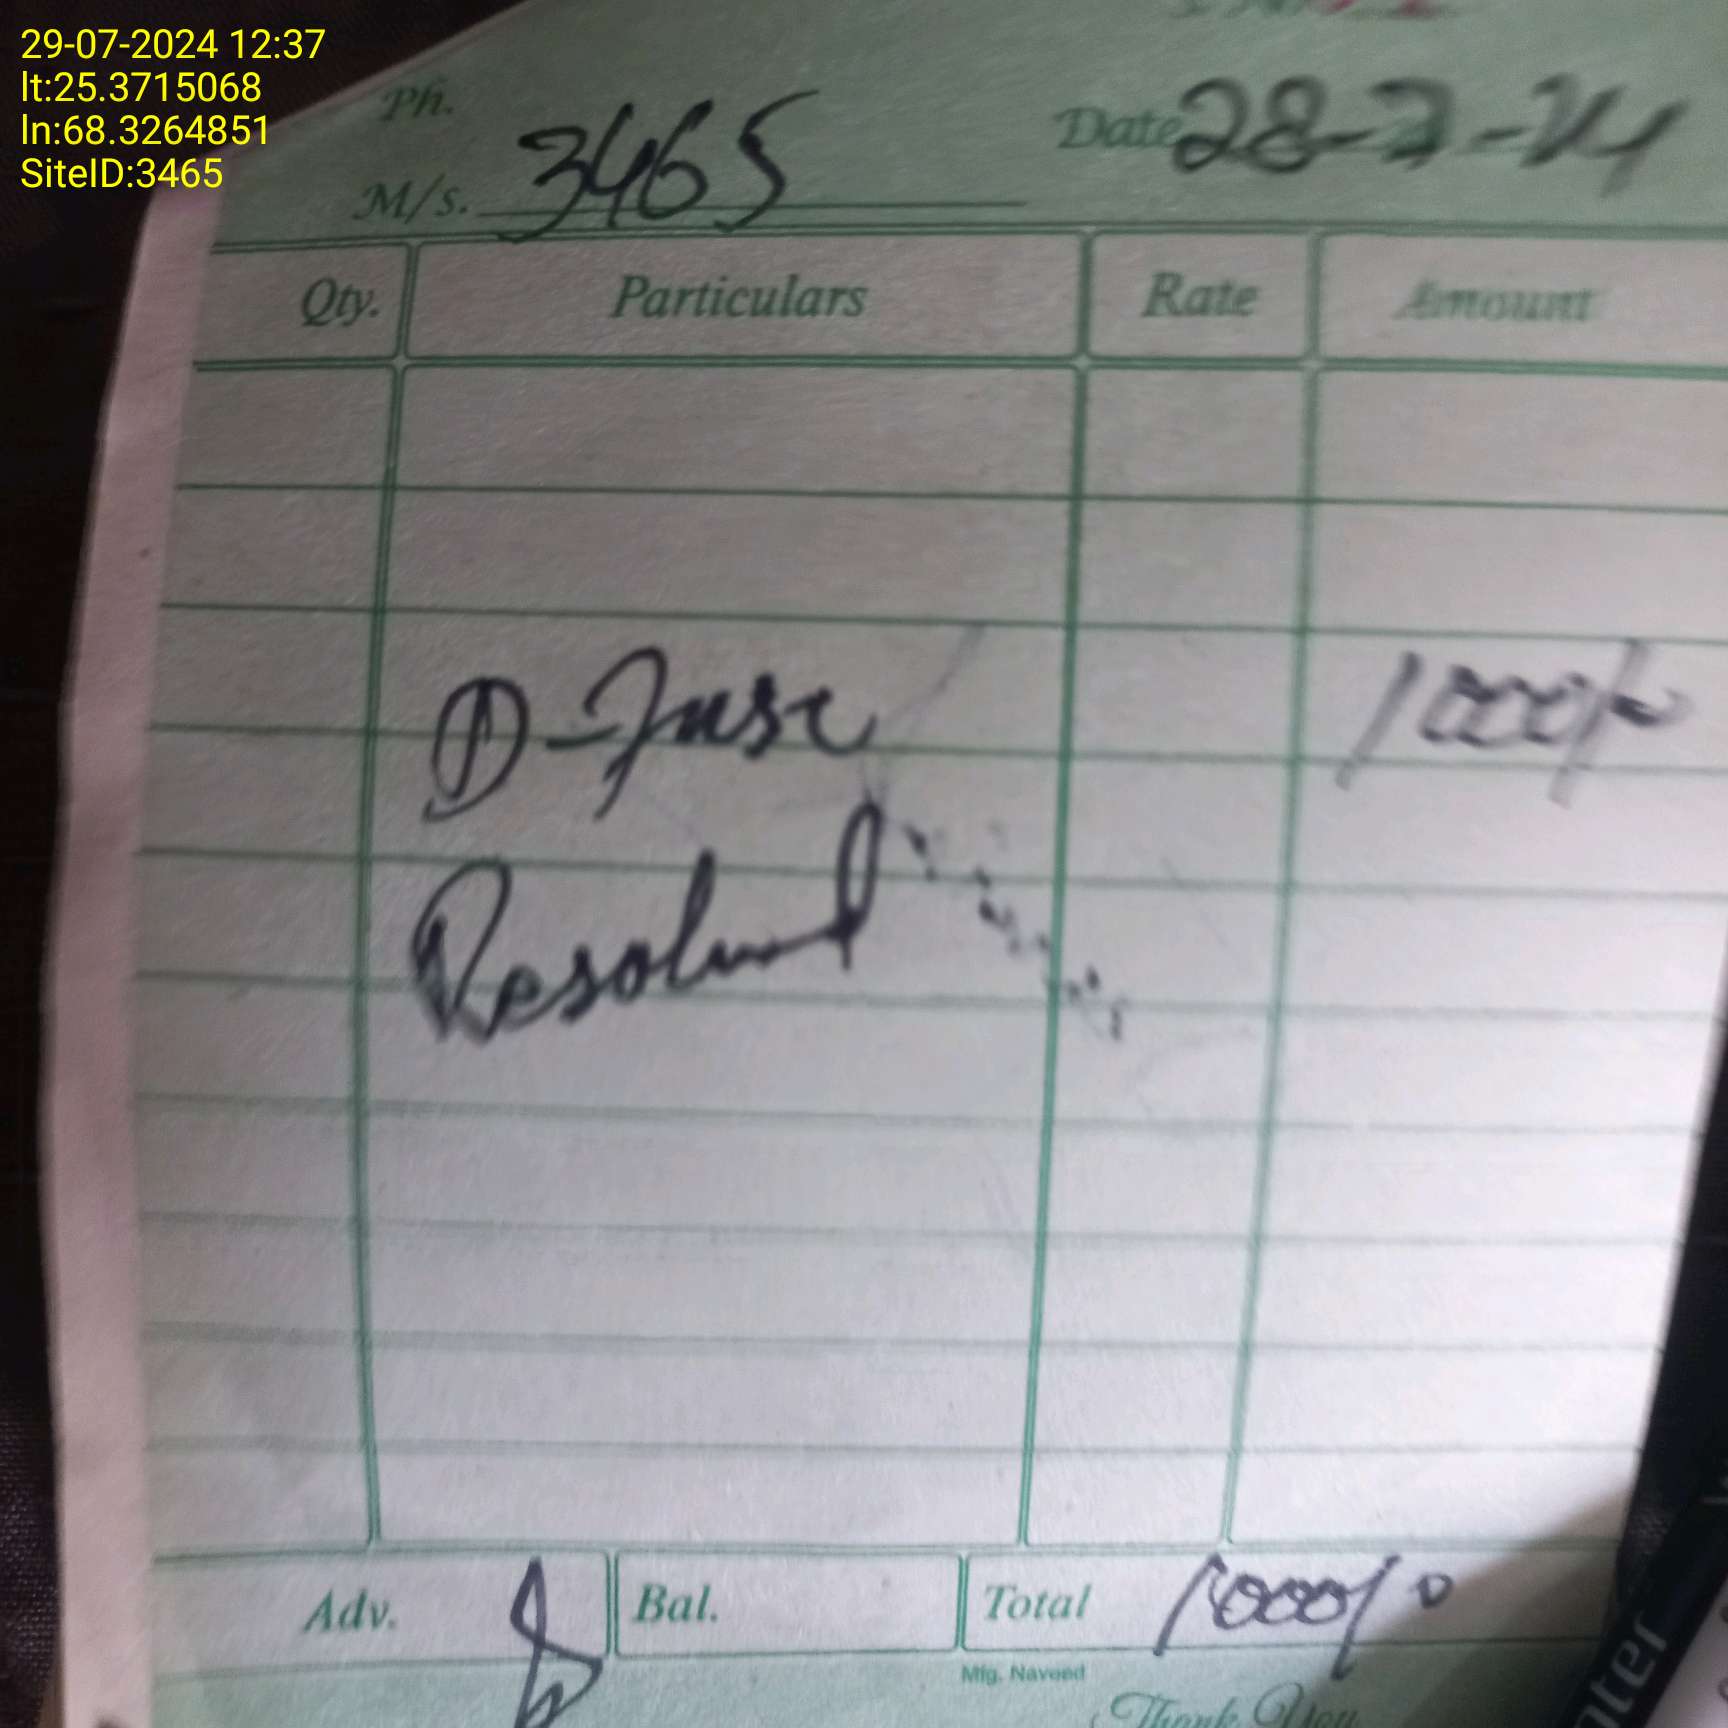 29-07-2024 12:37
lt:25.3715068
ln:68.3264851
SiteID:3465
Ph.
M/s. 3465
Date 28-7-24
Qty. Particulars Rate Amount
D-Fuse 1000/-
Resolved
Adv. Bal. Total 1000/-
Mfg. Naveed
Thank You